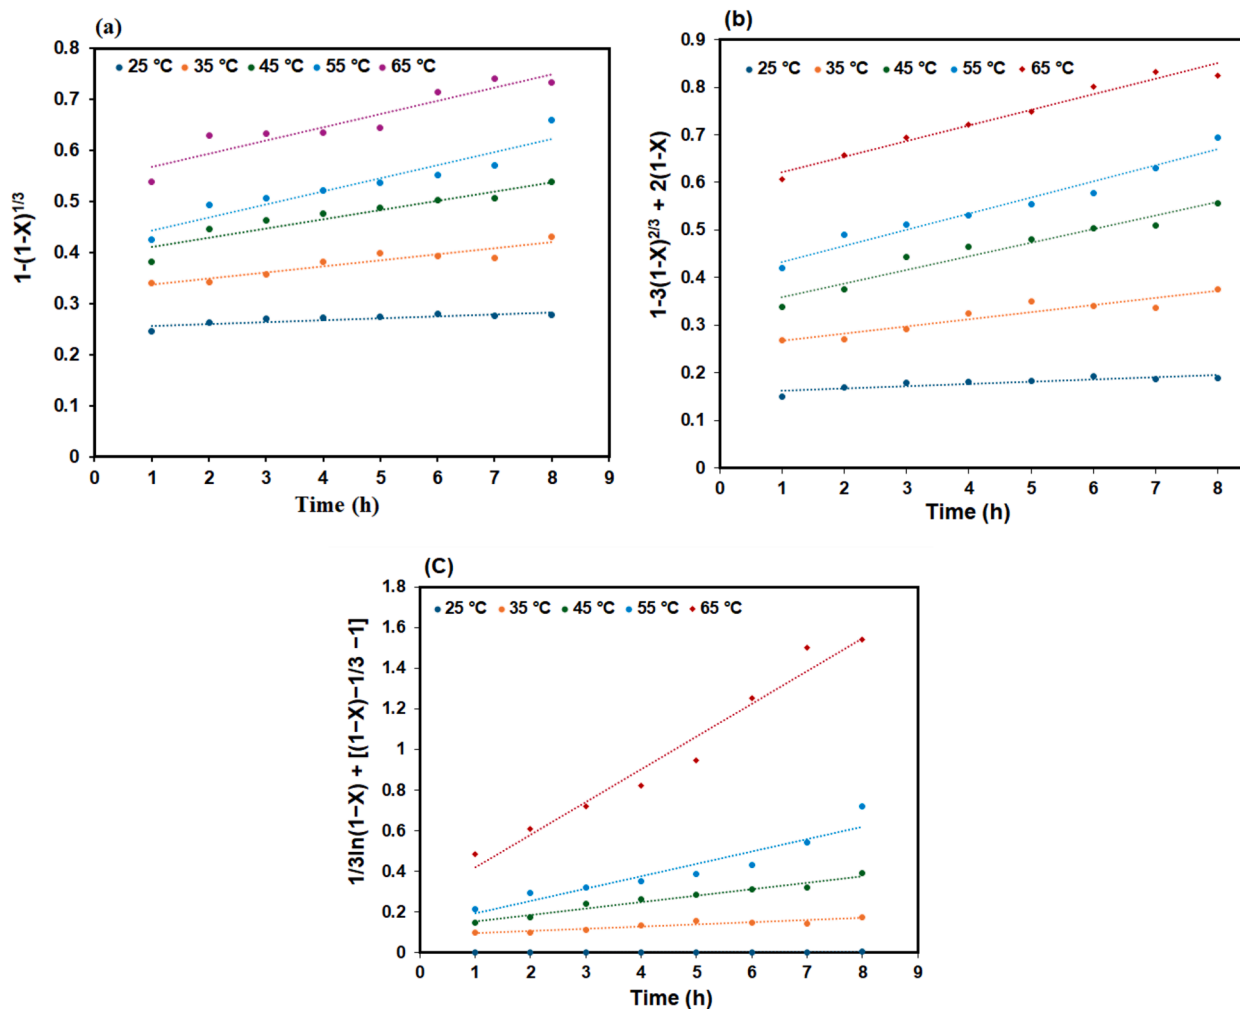 (a)
0.8
25 °C 35 °C 45 °C 55 °C 65 °C
0.7
0.6
0.5
0.4
0.3
0.2
0.1
0
1-(1-X)^1/3
0 1 2 3 4 5 6 7 8 9
Time (h)
(b)
0.9
25 °C 35 °C 45 °C 55 °C 65 °C
0.8
0.7
0.6
0.5
0.4
0.3
0.2
0.1
0
1-3(1-X)^2/3 + 2(1-X)
0 1 2 3 4 5 6 7 8
Time (h)
(C)
1.8
25 °C 35 °C 45 °C 55 °C 65 °C
1.6
1.4
1.2
1
0.8
0.6
0.4
0.2
0
1/3ln(1−X) + [(1−X)−1/3 −1]
0 1 2 3 4 5 6 7 8 9
Time (h)